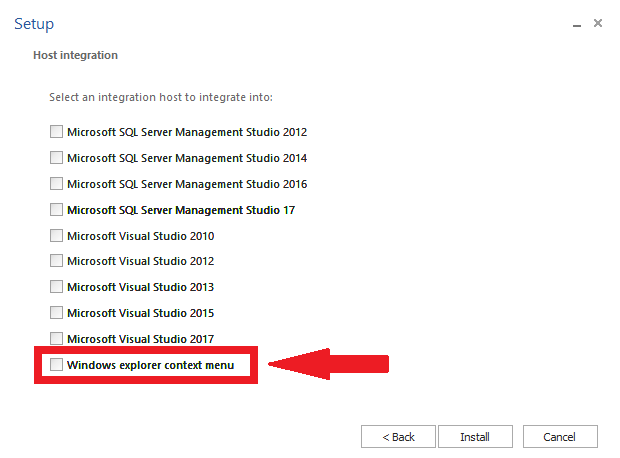 Setup
Host integration
Select an integration host to integrate into:
Microsoft SQL Server Management Studio 2012
Microsoft SQL Server Management Studio 2014
Microsoft SQL Server Management Studio 2016
Microsoft SQL Server Management Studio 17
Microsoft Visual Studio 2010
Microsoft Visual Studio 2012
Microsoft Visual Studio 2013
Microsoft Visual Studio 2015
Microsoft Visual Studio 2017
Windows explorer context menu
< Back Install Cancel